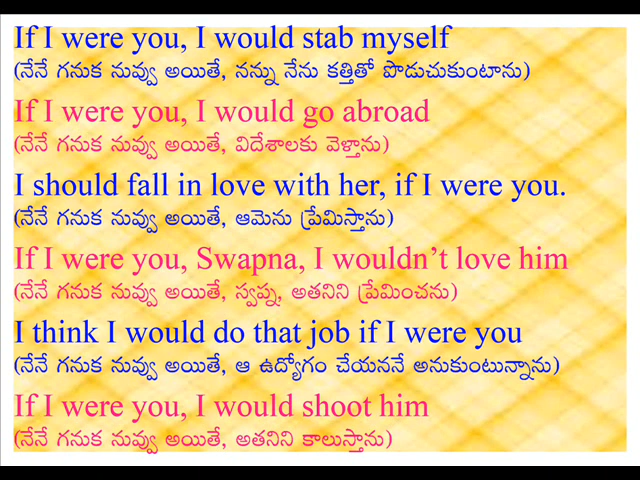 If I were you, I would stab myself
(నేనే గనుక నువ్వు అయితే, నన్ను నేను కత్తితో పొడుచుకుంటాను)
If I were you, I would go abroad
(నేనే గనుక నువ్వు అయితే, విదేశాలకు వెళ్తాను)
I should fall in love with her, if I were you.
(నేనే గనుక నువ్వు అయితే, ఆమెను ప్రేమిస్తాను)
If I were you, Swapna, I wouldn’t love him
(నేనే గనుక నువ్వు అయితే, స్వప్న, అతనిని ప్రేమించను)
I think I would do that job if I were you
(నేనే గనుక నువ్వు అయితే, ఆ ఉద్యోగం చేయననే అనుకుంటున్నాను)
If I were you, I would shoot him
(నేనే గనుక నువ్వు అయితే, అతనిని కాలుస్తాను)